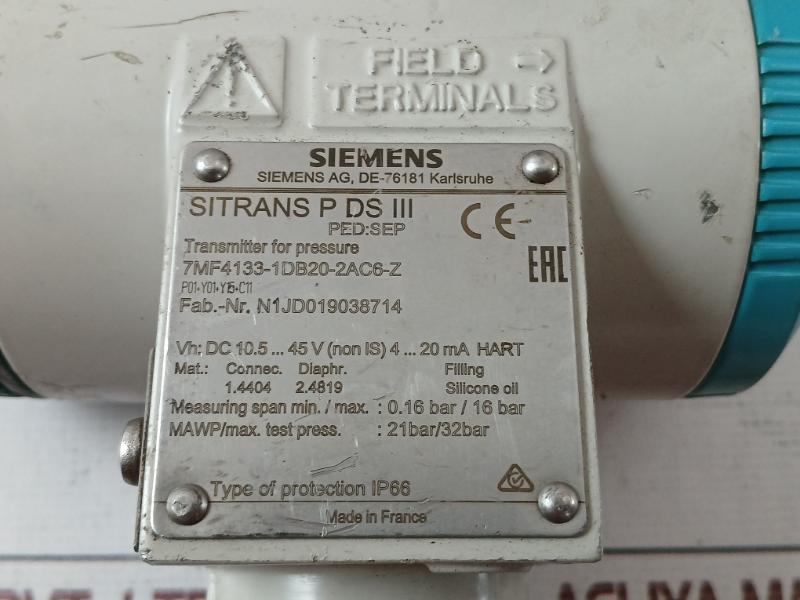 FIELD ⇨
TERMINALS
SIEMENS
SIEMENS AG, DE-76181 Karlsruhe
SITRANS P DS III
PED:SEP
CE
Transmitter for pressure
7MF4133-1DB20-2AC6-Z
EAC
P01+Y01+Y15+C11
Fab.-Nr. N1JD019038714
Vh: DC 10.5 ... 45 V (non IS) 4 ... 20 mA HART
Mat.: Connec. Diaphr. Filling
1.4404 2.4819 Silicone oil
Measuring span min. / max. : 0.16 bar / 16 bar
MAWP/max. test press. : 21bar/32bar
Type of protection IP66
Made in France